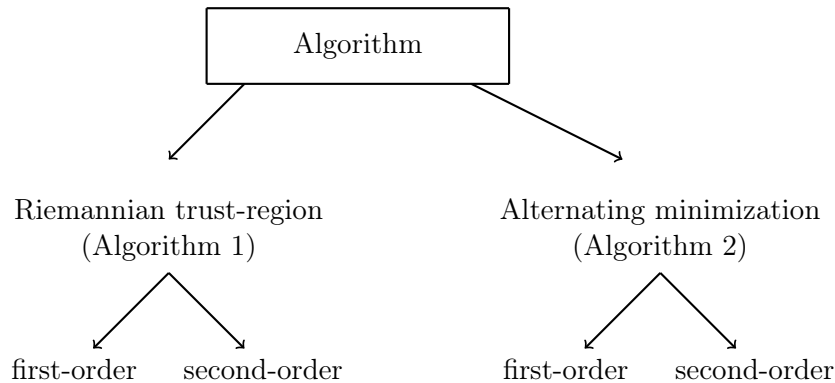 Algorithm
Riemannian trust-region
(Algorithm 1)
Alternating minimization
(Algorithm 2)
first-order
second-order
first-order
second-order